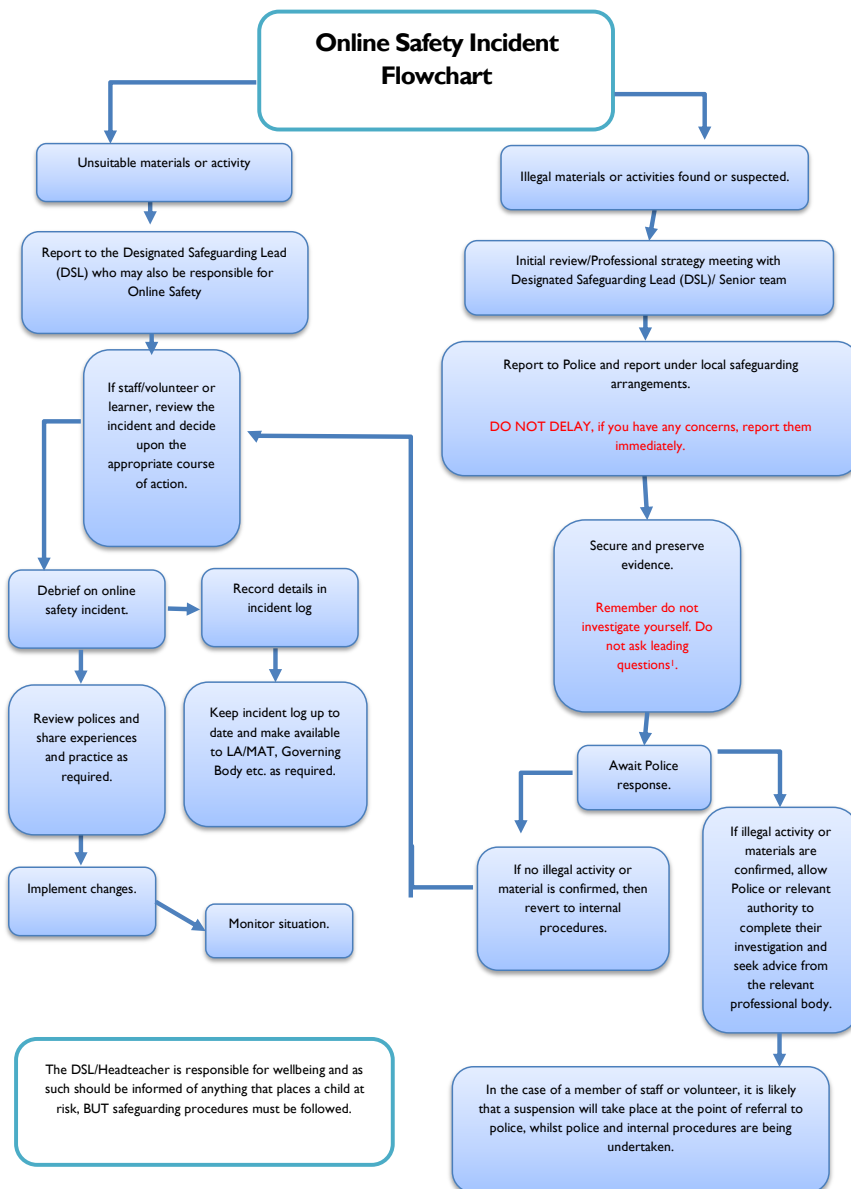 Online Safety Incident
Flowchart
Unsuitable materials or activity
Report to the Designated Safeguarding Lead
(DSL) who may also be responsible for
Online Safety
If staff/volunteer or
learner, review the
incident and decide
upon the
appropriate course
of action.
Debrief on online
safety incident.
Record details in
incident log
Review polices and
share experiences
and practice as
required.
Keep incident log up to
date and make available
to LA/MAT, Governing
Body etc. as required.
Implement changes.
Monitor situation.
Illegal materials or activities found or suspected.
Initial review/Professional strategy meeting with
Designated Safeguarding Lead (DSL)/ Senior team
Report to Police and report under local safeguarding
arrangements.
DO NOT DELAY, if you have any concerns, report them
immediately.
Secure and preserve
evidence.
Remember do not
investigate yourself. Do
not ask leading
questions¹.
Await Police
response.
If no illegal activity or
material is confirmed, then
revert to internal
procedures.
If illegal activity or
materials are
confirmed, allow
Police or relevant
authority to
complete their
investigation and
seek advice from
the relevant
professional body.
In the case of a member of staff or volunteer, it is likely
that a suspension will take place at the point of referral to
police, whilst police and internal procedures are being
undertaken.
The DSL/Headteacher is responsible for wellbeing and as
such should be informed of anything that places a child at
risk, BUT safeguarding procedures must be followed.